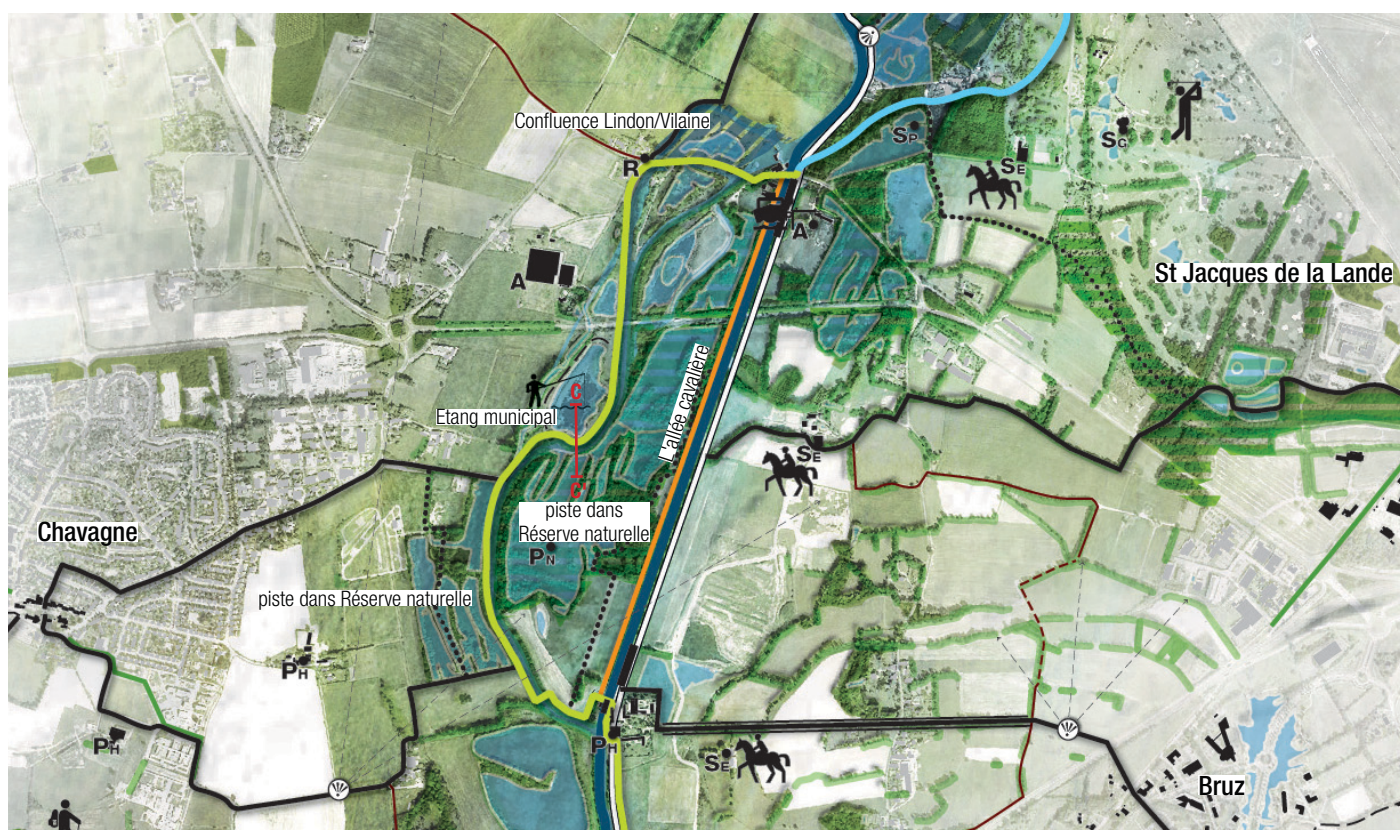 Confluence Lindon/Vilaine
R
SP
SE
SG
A
A
St Jacques de la Lande
L'allée cavalière
C
Etang municipal
SE
C'
piste dans
Réserve naturelle
Chavagne
PN
piste dans Réserve naturelle
PH
PH
PH
SE
Bruz